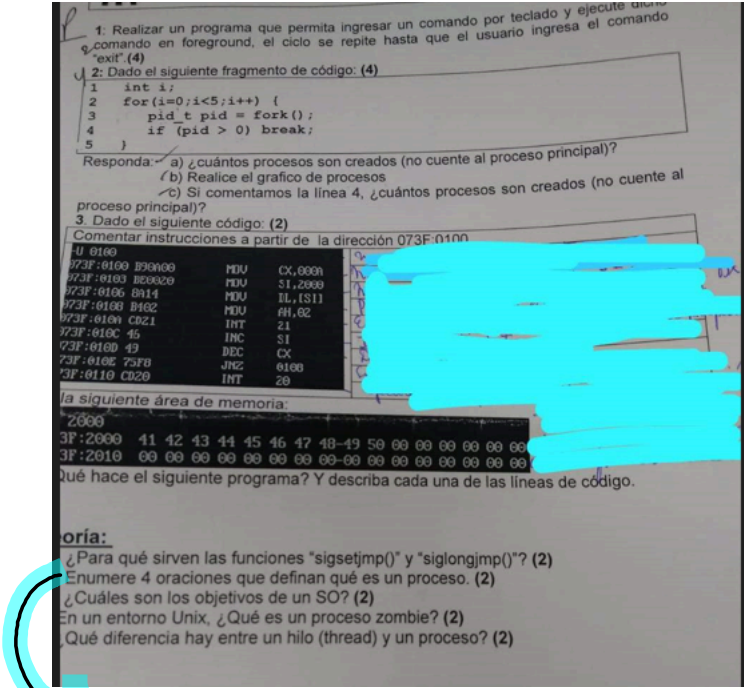 1: Realizar un programa que permita ingresar un comando por teclado y ejecute dicho
comando en foreground, el ciclo se repite hasta que el usuario ingresa el comando
"exit".(4)
2: Dado el siguiente fragmento de código: (4)
1 int i;
2 for(i=0;i<5;i++) {
3 pid_t pid = fork();
4 if (pid > 0) break;
5 }
Responda: a) ¿cuántos procesos son creados (no cuente al proceso principal)?
b) Realice el grafico de procesos
c) Si comentamos la línea 4, ¿cuántos procesos son creados (no cuente al
proceso principal)?
3. Dado el siguiente código: (2)
Comentar instrucciones a partir de la dirección 073F:0100
-U 0100
073F:0100 B90A00 MOV CX,000A
073F:0103 BE0020 MOV SI,2000
073F:0106 8A14 MOV DL,[SI]
073F:0108 B402 MOV AH,02
073F:010A CD21 INT 21
073F:010C 46 INC SI
73F:010D 49 DEC CX
73F:010E 75F8 JNZ 0108
3F:0110 CD20 INT 20
la siguiente área de memoria:
2000
3F:2000 41 42 43 44 45 46 47 48-49 50 00 00 00 00 00 00
3F:2010 00 00 00 00 00 00 00 00-00 00 00 00 00 00 00 00
Qué hace el siguiente programa? Y describa cada una de las líneas de código.
oría:
¿Para qué sirven las funciones "sigsetjmp()" y "siglongjmp()"? (2)
Enumere 4 oraciones que definan qué es un proceso. (2)
¿Cuáles son los objetivos de un SO? (2)
En un entorno Unix, ¿Qué es un proceso zombie? (2)
Qué diferencia hay entre un hilo (thread) y un proceso? (2)